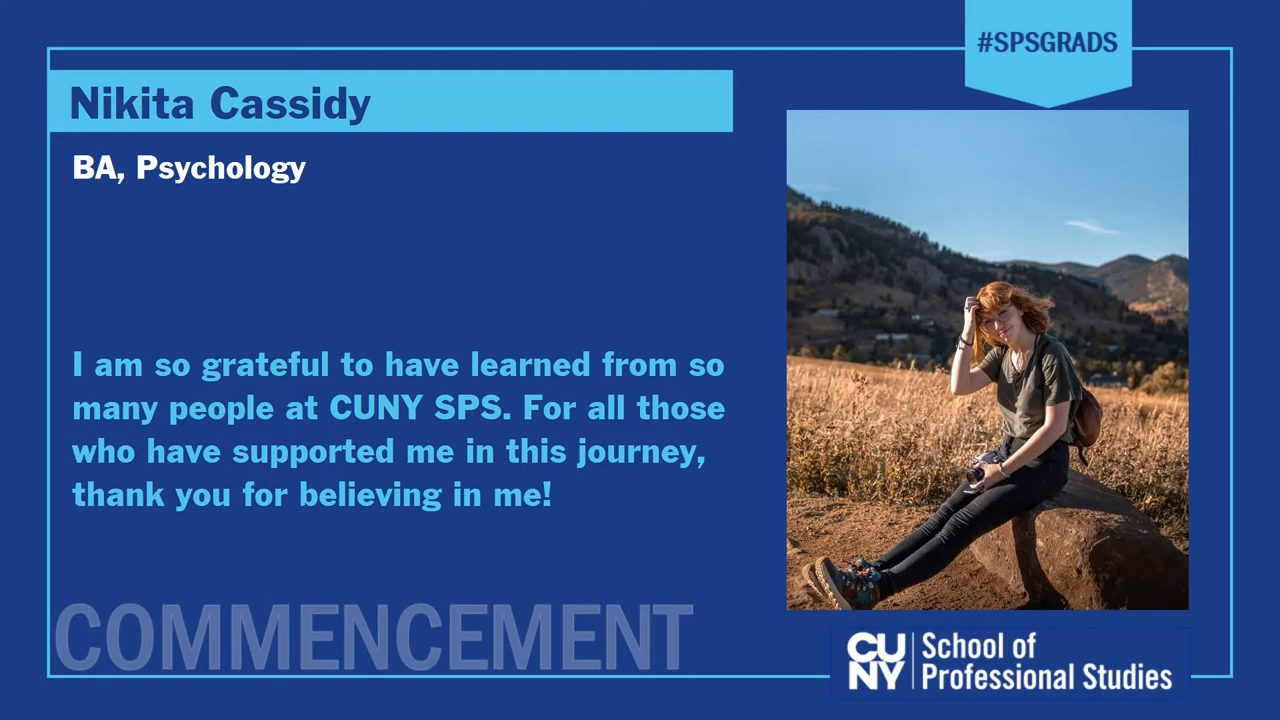 #SPSGRADS
Nikita Cassidy
BA, Psychology
I am so grateful to have learned from so
many people at CUNY SPS. For all those
who have supported me in this journey,
thank you for believing in me!
COMMENCEMENT
CU
NY
School of
Professional Studies